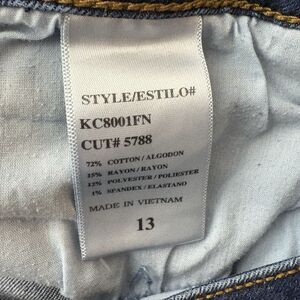 STYLE/ESTILO#
KC8001FN
CUT# 5788
72% COTTON / ALGODON
15% RAYON / RAYON
12% POLYESTER / POLIESTER
1% SPANDEX / ELASTANO
MADE IN VIETNAM
13